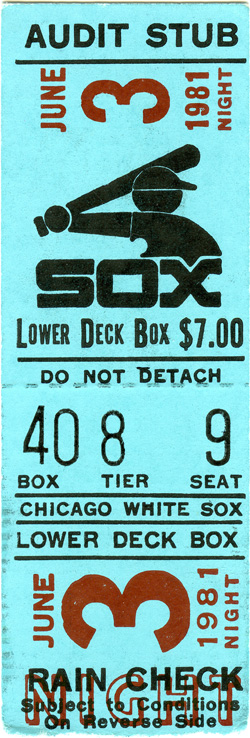 AUDIT STUB
JUNE 3 1981 NIGHT
SOX
LOWER DECK BOX $7.00
DO NOT DETACH
40 8 9
BOX TIER SEAT
CHICAGO WHITE SOX
LOWER DECK BOX
JUNE 3 1981 NIGHT
RAIN CHECK
NIGHT
Subject to Conditions
On Reverse Side